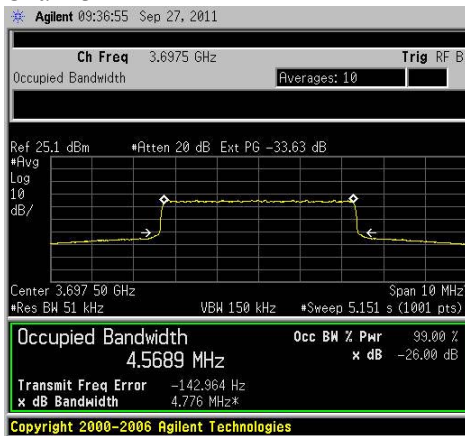 Agilent 09:36:55 Sep 27, 2011
Ch Freq 3.6975 GHz Trig RF B
Occupied Bandwidth Averages: 10
Ref 25.1 dBm #Atten 20 dB Ext PG -33.63 dB
#Avg
Log
10
dB/
Center 3.697 50 GHz Span 10 MHz
#Res BW 51 kHz VBW 150 kHz #Sweep 5.151 s (1001 pts)
Occupied Bandwidth Occ BW % Pwr 99.00 %
4.5689 MHz x dB -26.00 dB
Transmit Freq Error -142.964 Hz
x dB Bandwidth 4.776 MHz*
Copyright 2000-2006 Agilent Technologies